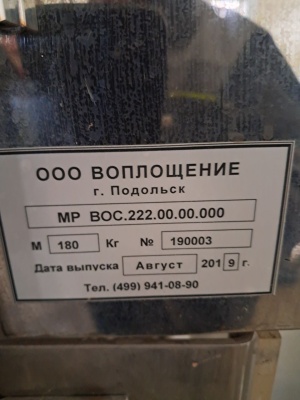 ООО ВОПЛОЩЕНИЕ
г. Подольск
МР ВОС.222.00.00.000
М 180 Кг № 190003
Дата выпуска Август 2019 г.
Тел. (499) 941-08-90